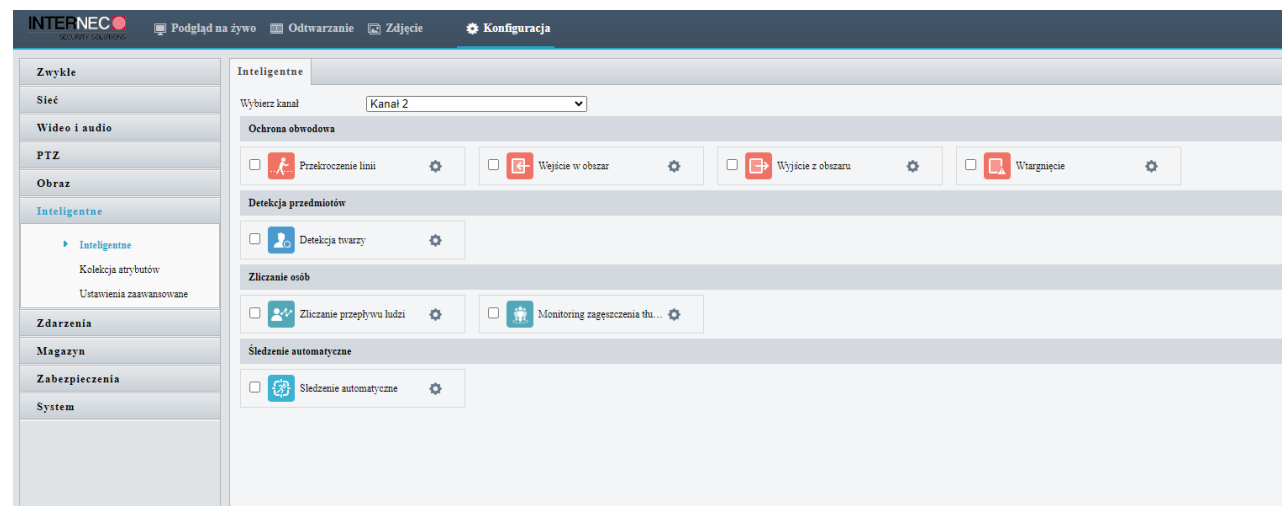 INTERNEC
SECURITY SOLUTIONS
Podgląd na żywo Odtwarzanie Zdjęcie Konfiguracja
Zwykłe
Sieć
Wideo i audio
PTZ
Obraz
Inteligentne
Inteligentne
Kolekcja atrybutów
Ustawienia zaawansowane
Zdarzenia
Magazyn
Zabezpieczenia
System
Inteligentne
Wybierz kanał Kanał 2
Ochrona obwodowa
Przekroczenie linii Wejście w obszar Wyjście z obszaru Wtargnięcie
Detekcja przedmiotów
Detekcja twarzy
Zliczanie osób
Zliczanie przepływu ludzi Monitoring zagęszczenia tłu...
Śledzenie automatyczne
Śledzenie automatyczne